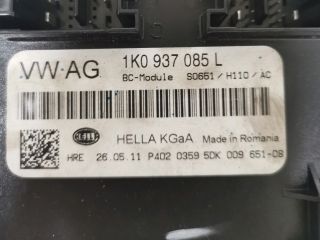 VW AG
1K0 937 085 L
BC-Module S0651 / H110 / AC
HELLA
HELLA KGaA Made in Romania
HRE 26.05.11 P402 0359 5DK 009 651-08